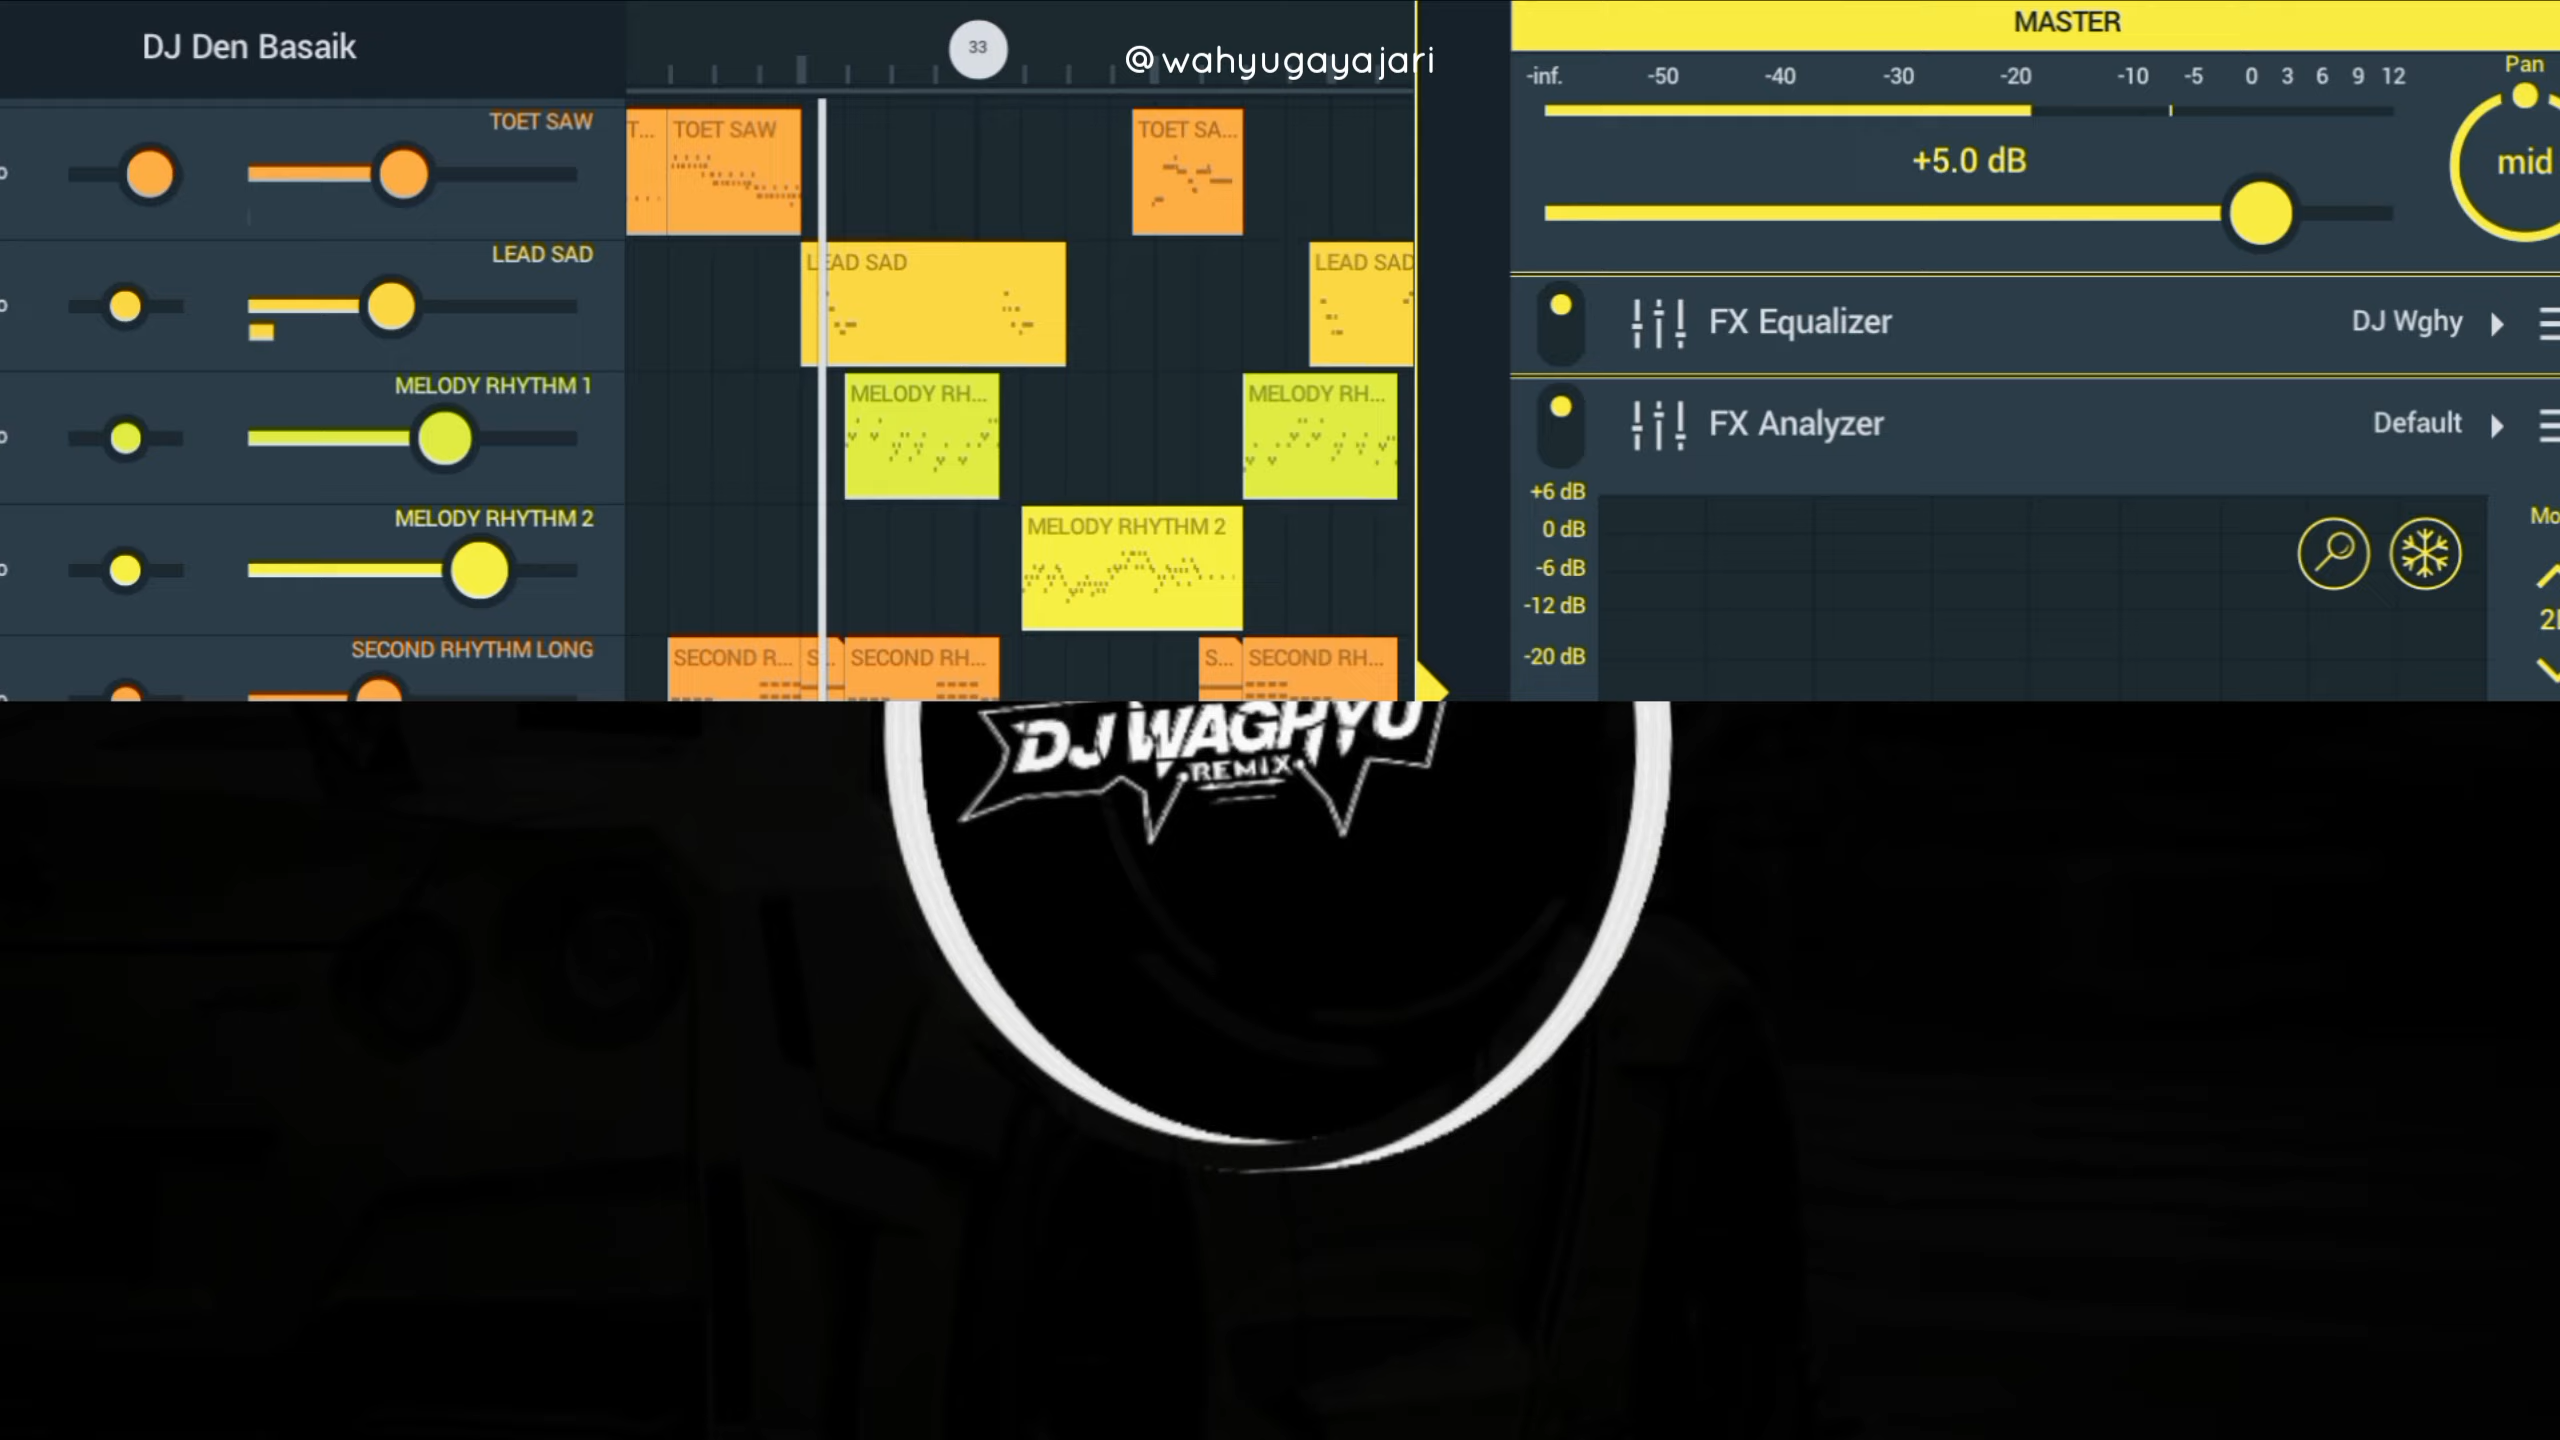 DJ Den Basaik
33
@wahyugayajari
MASTER
-inf. -50 -40 -30 -20 -10 -5 0 3 6 9 12
Pan
+5.0 dB
mid
TOET SAW
T... TOET SAW
TOET SA...
LEAD SAD
LEAD SAD
LEAD SAD
FX Equalizer
DJ Wghy
MELODY RHYTHM 1
MELODY RH...
MELODY RH...
FX Analyzer
Default
MELODY RHYTHM 2
MELODY RHYTHM 2
+6 dB
0 dB
-6 dB
-12 dB
-20 dB
SECOND RHYTHM LONG
SECOND R... S... SECOND RH...
S... SECOND RH...
DJ WAGHYU
REMIX